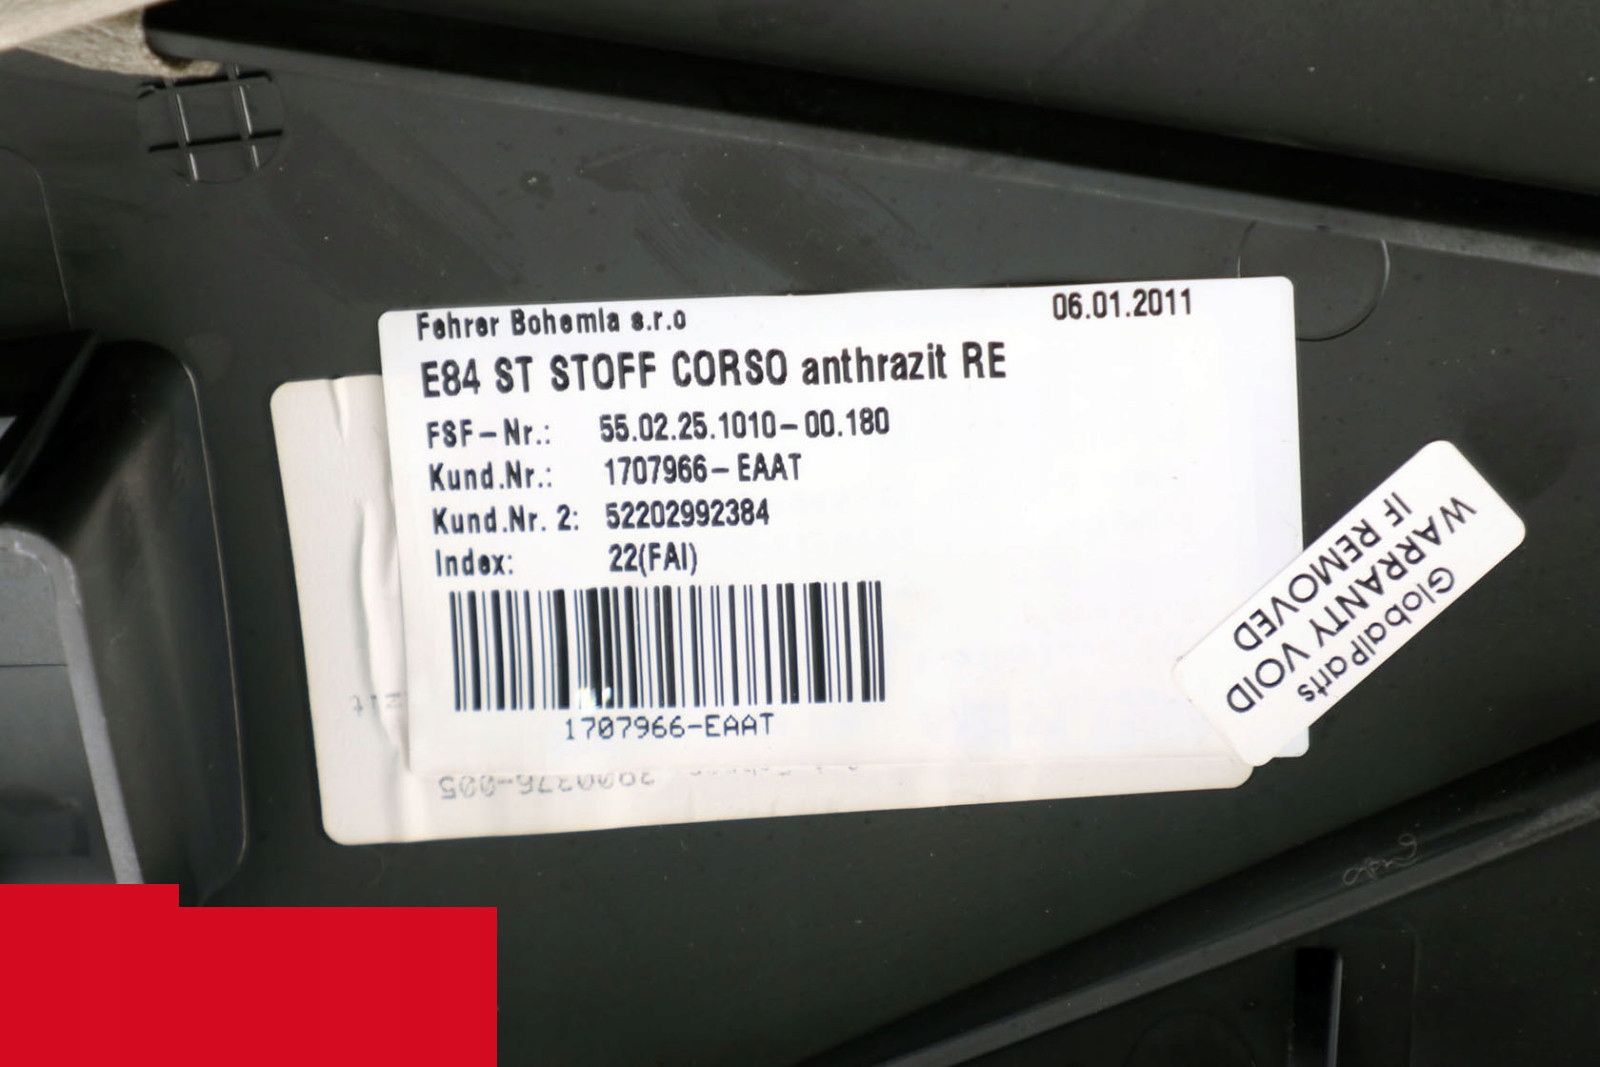 Fehrer Bohemia s.r.o
06.01.2011
E84 ST STOFF CORSO anthrazit RE
FSF-Nr.: 55.02.25.1010-00.180
Kund.Nr.: 1707966-EAAT
Kund.Nr. 2: 52202992384
Index: 22(FAI)
1707966-EAAT
GlobalParts
WARRANTY VOID
IF REMOVED